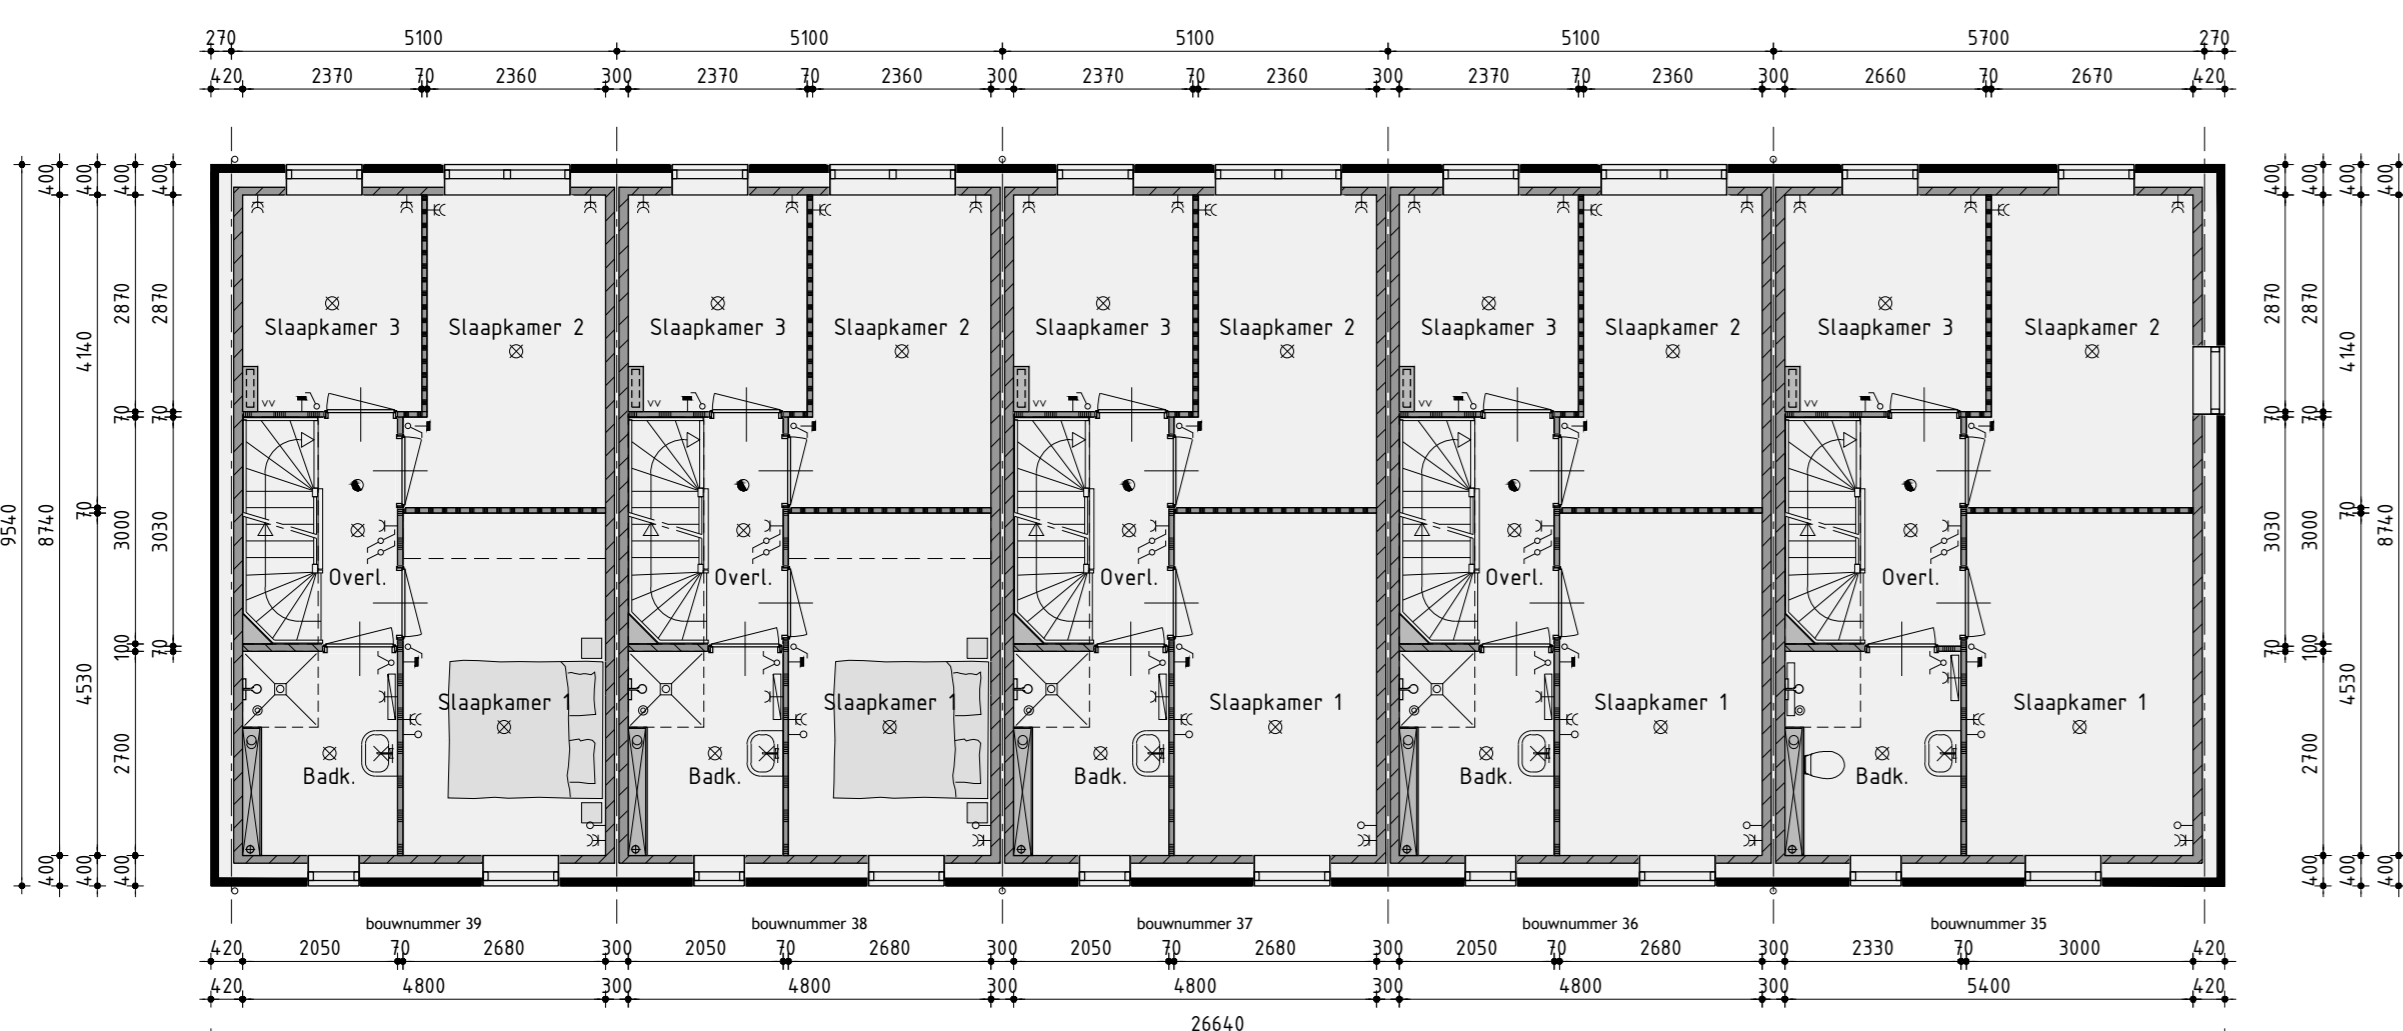 270 5100 5100 5100 5100 5700 270
420 2370 70 2360 300 2370 70 2360 300 2370 70 2360 300 2370 70 2360 300 2660 70 2670 420
400 400 400 400 400 400 400 400
2870 2870 2870 2870
4140 4140
Slaapkamer 3 Slaapkamer 2 Slaapkamer 3 Slaapkamer 2 Slaapkamer 3 Slaapkamer 2 Slaapkamer 3 Slaapkamer 2 Slaapkamer 3 Slaapkamer 2
vv vv vv vv vv
70 70 70 70
9540 8740 70 3000 3030 3030 3000 70 8740
Overl. Overl. Overl. Overl. Overl.
100 70 70 100
4530 4530
Slaapkamer 1 Slaapkamer 1 Slaapkamer 1 Slaapkamer 1 Slaapkamer 1
2700 2700
Badk. Badk. Badk. Badk. Badk.
400 400 400 400 400 400
bouwnummer 39 bouwnummer 38 bouwnummer 37 bouwnummer 36 bouwnummer 35
420 2050 70 2680 300 2050 70 2680 300 2050 70 2680 300 2050 70 2680 300 2330 70 3000 420
420 4800 300 4800 300 4800 300 4800 300 5400 420
26640